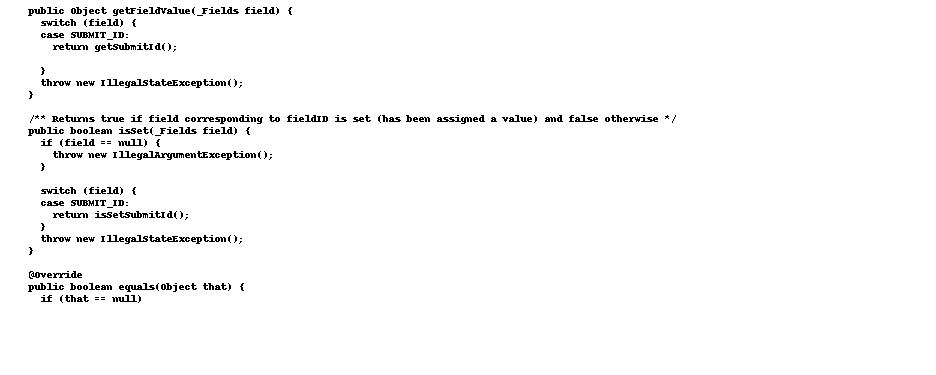 public Object getFieldValue(_Fields field) {
switch (field) {
case SUBMIT_ID:
return getSubmitId();
}
throw new IllegalStateException();
}
/** Returns true if field corresponding to fieldID is set (has been assigned a value) and false otherwise */
public boolean isSet(_Fields field) {
if (field == null) {
throw new IllegalArgumentException();
}
switch (field) {
case SUBMIT_ID:
return isSetSubmitId();
}
throw new IllegalStateException();
}
@Override
public boolean equals(Object that) {
if (that == null)